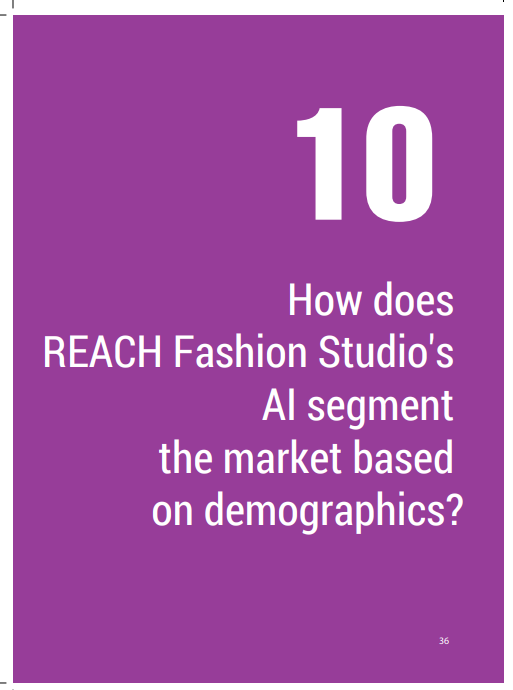 10
How does
REACH Fashion Studio's
AI segment
the market based
on demographics?
36